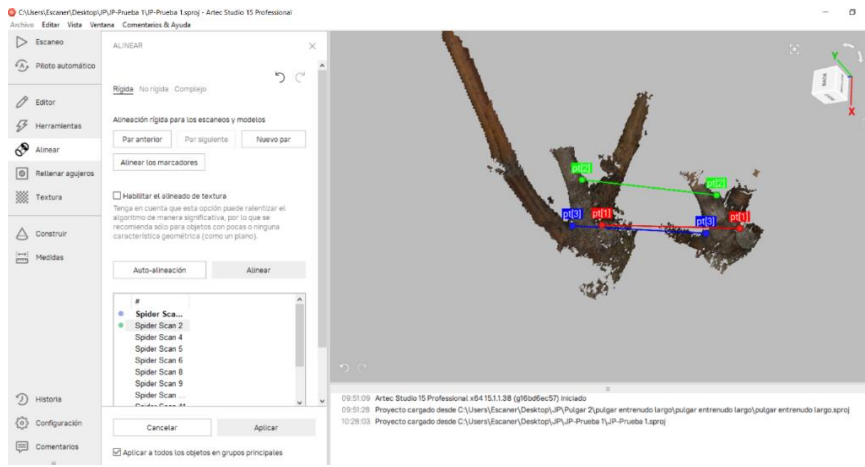 C:\Users\Escaner\Desktop\JP\JP-Prueba 1\JP-Prueba 1.sproj - Artec Studio 15 Professional
Archivo Editar Vista Ventana Comentarios & Ayuda
Escaneo
Piloto automático
Editor
Herramientas
Alinear
Rellenar agujeros
Textura
Construir
Medidas
Historia
Configuración
Comentarios
ALINEAR
Rígida No rígida Complejo
Alineación rígida para los escaneos y modelos
Par anterior Par siguiente Nuevo par
Alinear los marcadores
Habilitar el alineado de textura
Tenga en cuenta que esta opción puede ralentizar el
algoritmo de manera significativa, por lo que se
recomienda sólo para objetos con pocas o ninguna
característica geométrica (como un plano).
Auto-alineación Alinear
#
Spider Sca...
Spider Scan 2
Spider Scan 4
Spider Scan 5
Spider Scan 6
Spider Scan 8
Spider Scan 9
Spider Scan ...
Cancelar Aplicar
Aplicar a todos los objetos en grupos principales
pt[2] pt[2]
pt[3] pt[1] pt[3] pt[1]
Y
X
09:51:09 Artec Studio 15 Professional x64 15.1.1.38 (g16bd6ec57) Iniciado
09:51:28 Proyecto cargado desde C:\Users\Escaner\Desktop\JP\Pulgar 2\pulgar entrenudo largo\pulgar entrenudo largo.sproj
10:28:03 Proyecto cargado desde C:\Users\Escaner\Desktop\JP\JP-Prueba 1\JP-Prueba 1.sproj